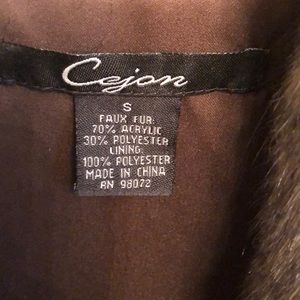 Cejon
S
FAUX FUR:
70% ACRYLIC
30% POLYESTER
LINING:
100% POLYESTER
MADE IN CHINA
RN 98072